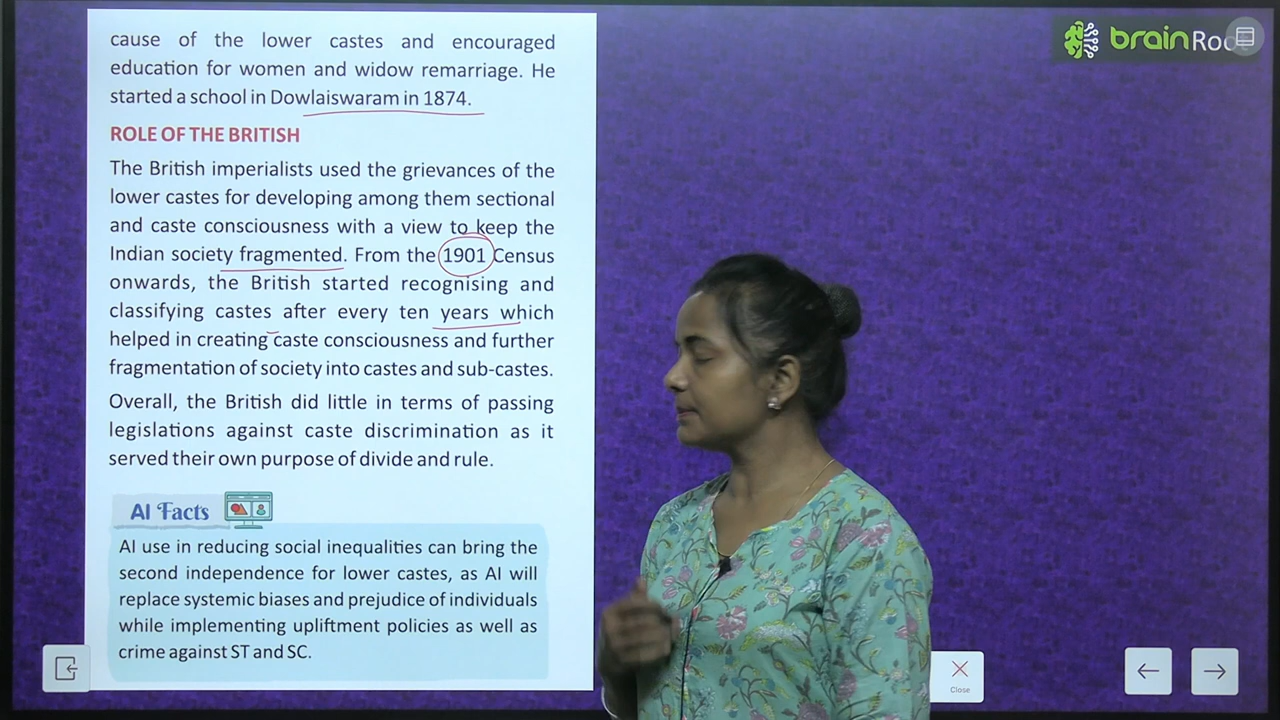 cause of the lower castes and encouraged
education for women and widow remarriage. He
started a school in Dowlaiswaram in 1874.
ROLE OF THE BRITISH
The British imperialists used the grievances of the
lower castes for developing among them sectional
and caste consciousness with a view to keep the
Indian society fragmented. From the 1901 Census
onwards, the British started recognising and
classifying castes after every ten years which
helped in creating caste consciousness and further
fragmentation of society into castes and sub-castes.
Overall, the British did little in terms of passing
legislations against caste discrimination as it
served their own purpose of divide and rule.
AI Facts
AI use in reducing social inequalities can bring the
second independence for lower castes, as AI will
replace systemic biases and prejudice of individuals
while implementing upliftment policies as well as
crime against ST and SC.
brain
Close